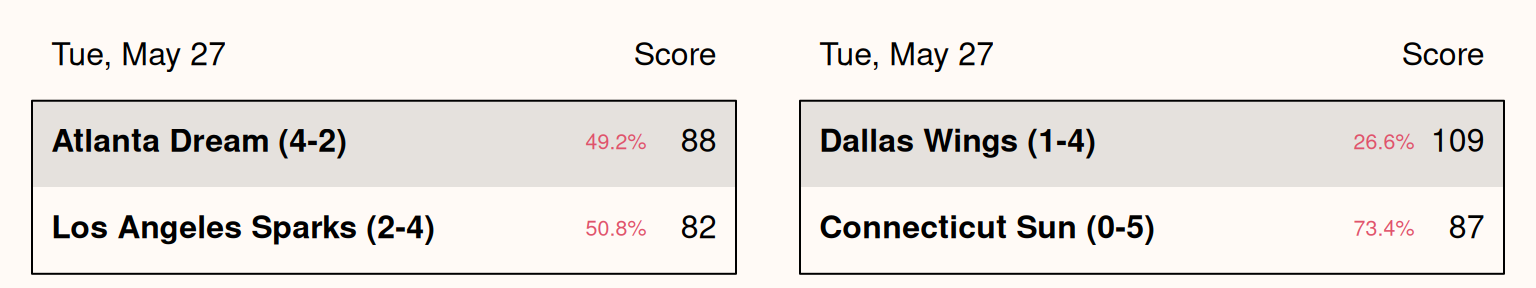 Tue, May 27 Score
Atlanta Dream (4-2) 49.2% 88
Los Angeles Sparks (2-4) 50.8% 82
Tue, May 27 Score
Dallas Wings (1-4) 26.6% 109
Connecticut Sun (0-5) 73.4% 87